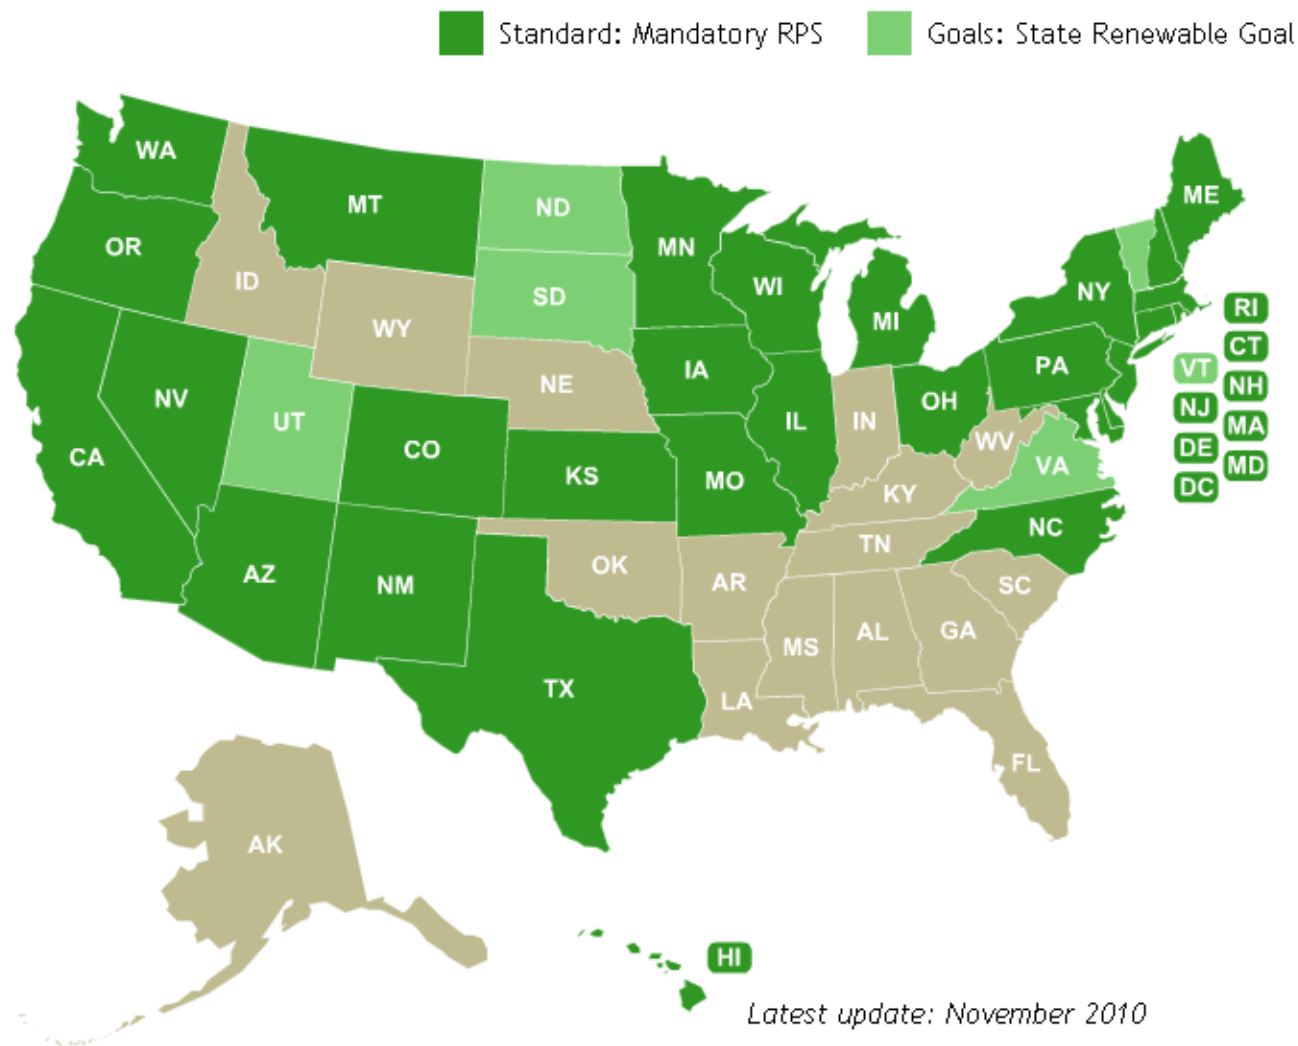 Standard: Mandatory RPS
Goals: State Renewable Goal
WA
MT
ND
MN
ME
OR
ID
SD
WI
MI
NY
WY
RI
CT
VT
NH
NJ
MA
DE
MD
DC
IA
PA
NE
NV
UT
IL
IN
OH
WV
CA
CO
KS
MO
KY
VA
NC
AZ
NM
OK
AR
TN
SC
MS
AL
GA
TX
LA
FL
AK
HI
Latest update: November 2010